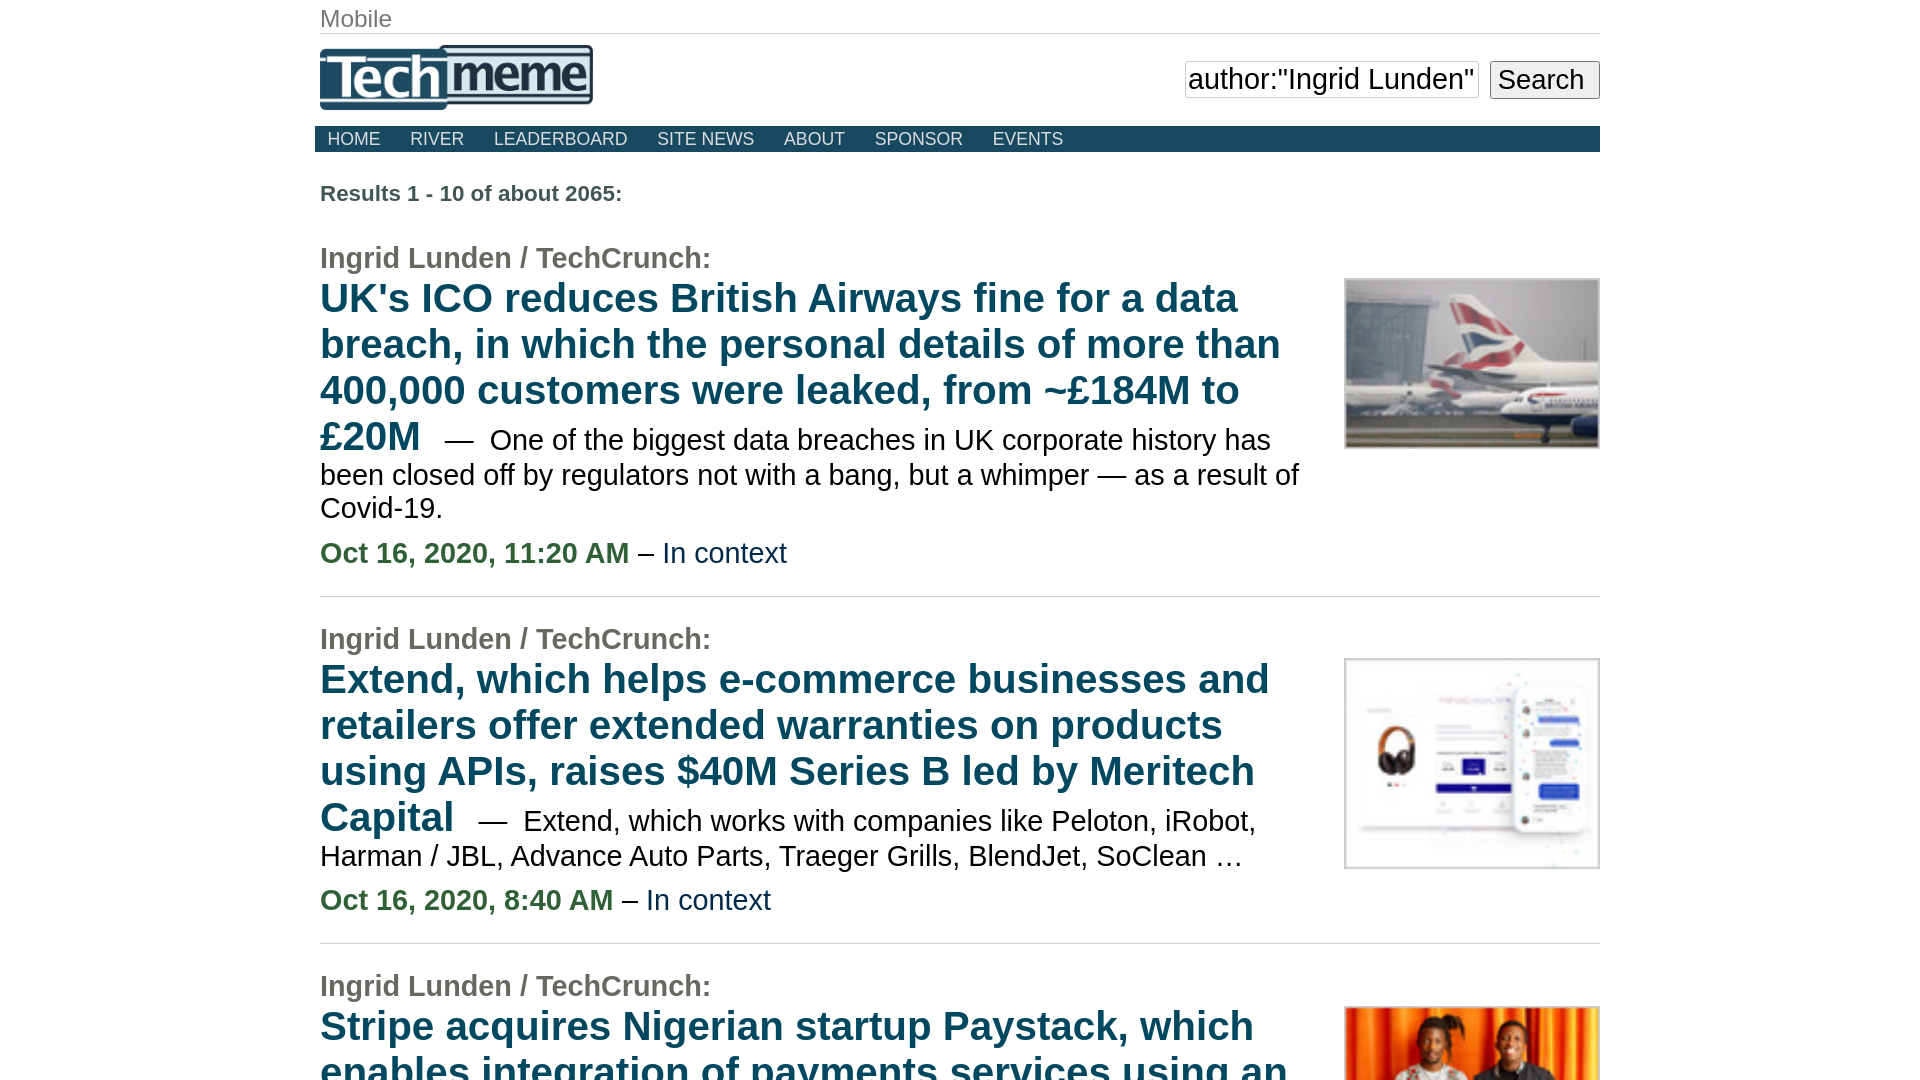 Mobile
Techmeme
author:"Ingrid Lunden" Search
HOME RIVER LEADERBOARD SITE NEWS ABOUT SPONSOR EVENTS
Results 1 - 10 of about 2065:
Ingrid Lunden / TechCrunch:
UK's ICO reduces British Airways fine for a data
breach, in which the personal details of more than
400,000 customers were leaked, from ~£184M to
£20M — One of the biggest data breaches in UK corporate history has
been closed off by regulators not with a bang, but a whimper — as a result of
Covid-19.
Oct 16, 2020, 11:20 AM – In context
Ingrid Lunden / TechCrunch:
Extend, which helps e-commerce businesses and
retailers offer extended warranties on products
using APIs, raises $40M Series B led by Meritech
Capital — Extend, which works with companies like Peloton, iRobot,
Harman / JBL, Advance Auto Parts, Traeger Grills, BlendJet, SoClean …
Oct 16, 2020, 8:40 AM – In context
Ingrid Lunden / TechCrunch:
Stripe acquires Nigerian startup Paystack, which
enables integration of payments services using an